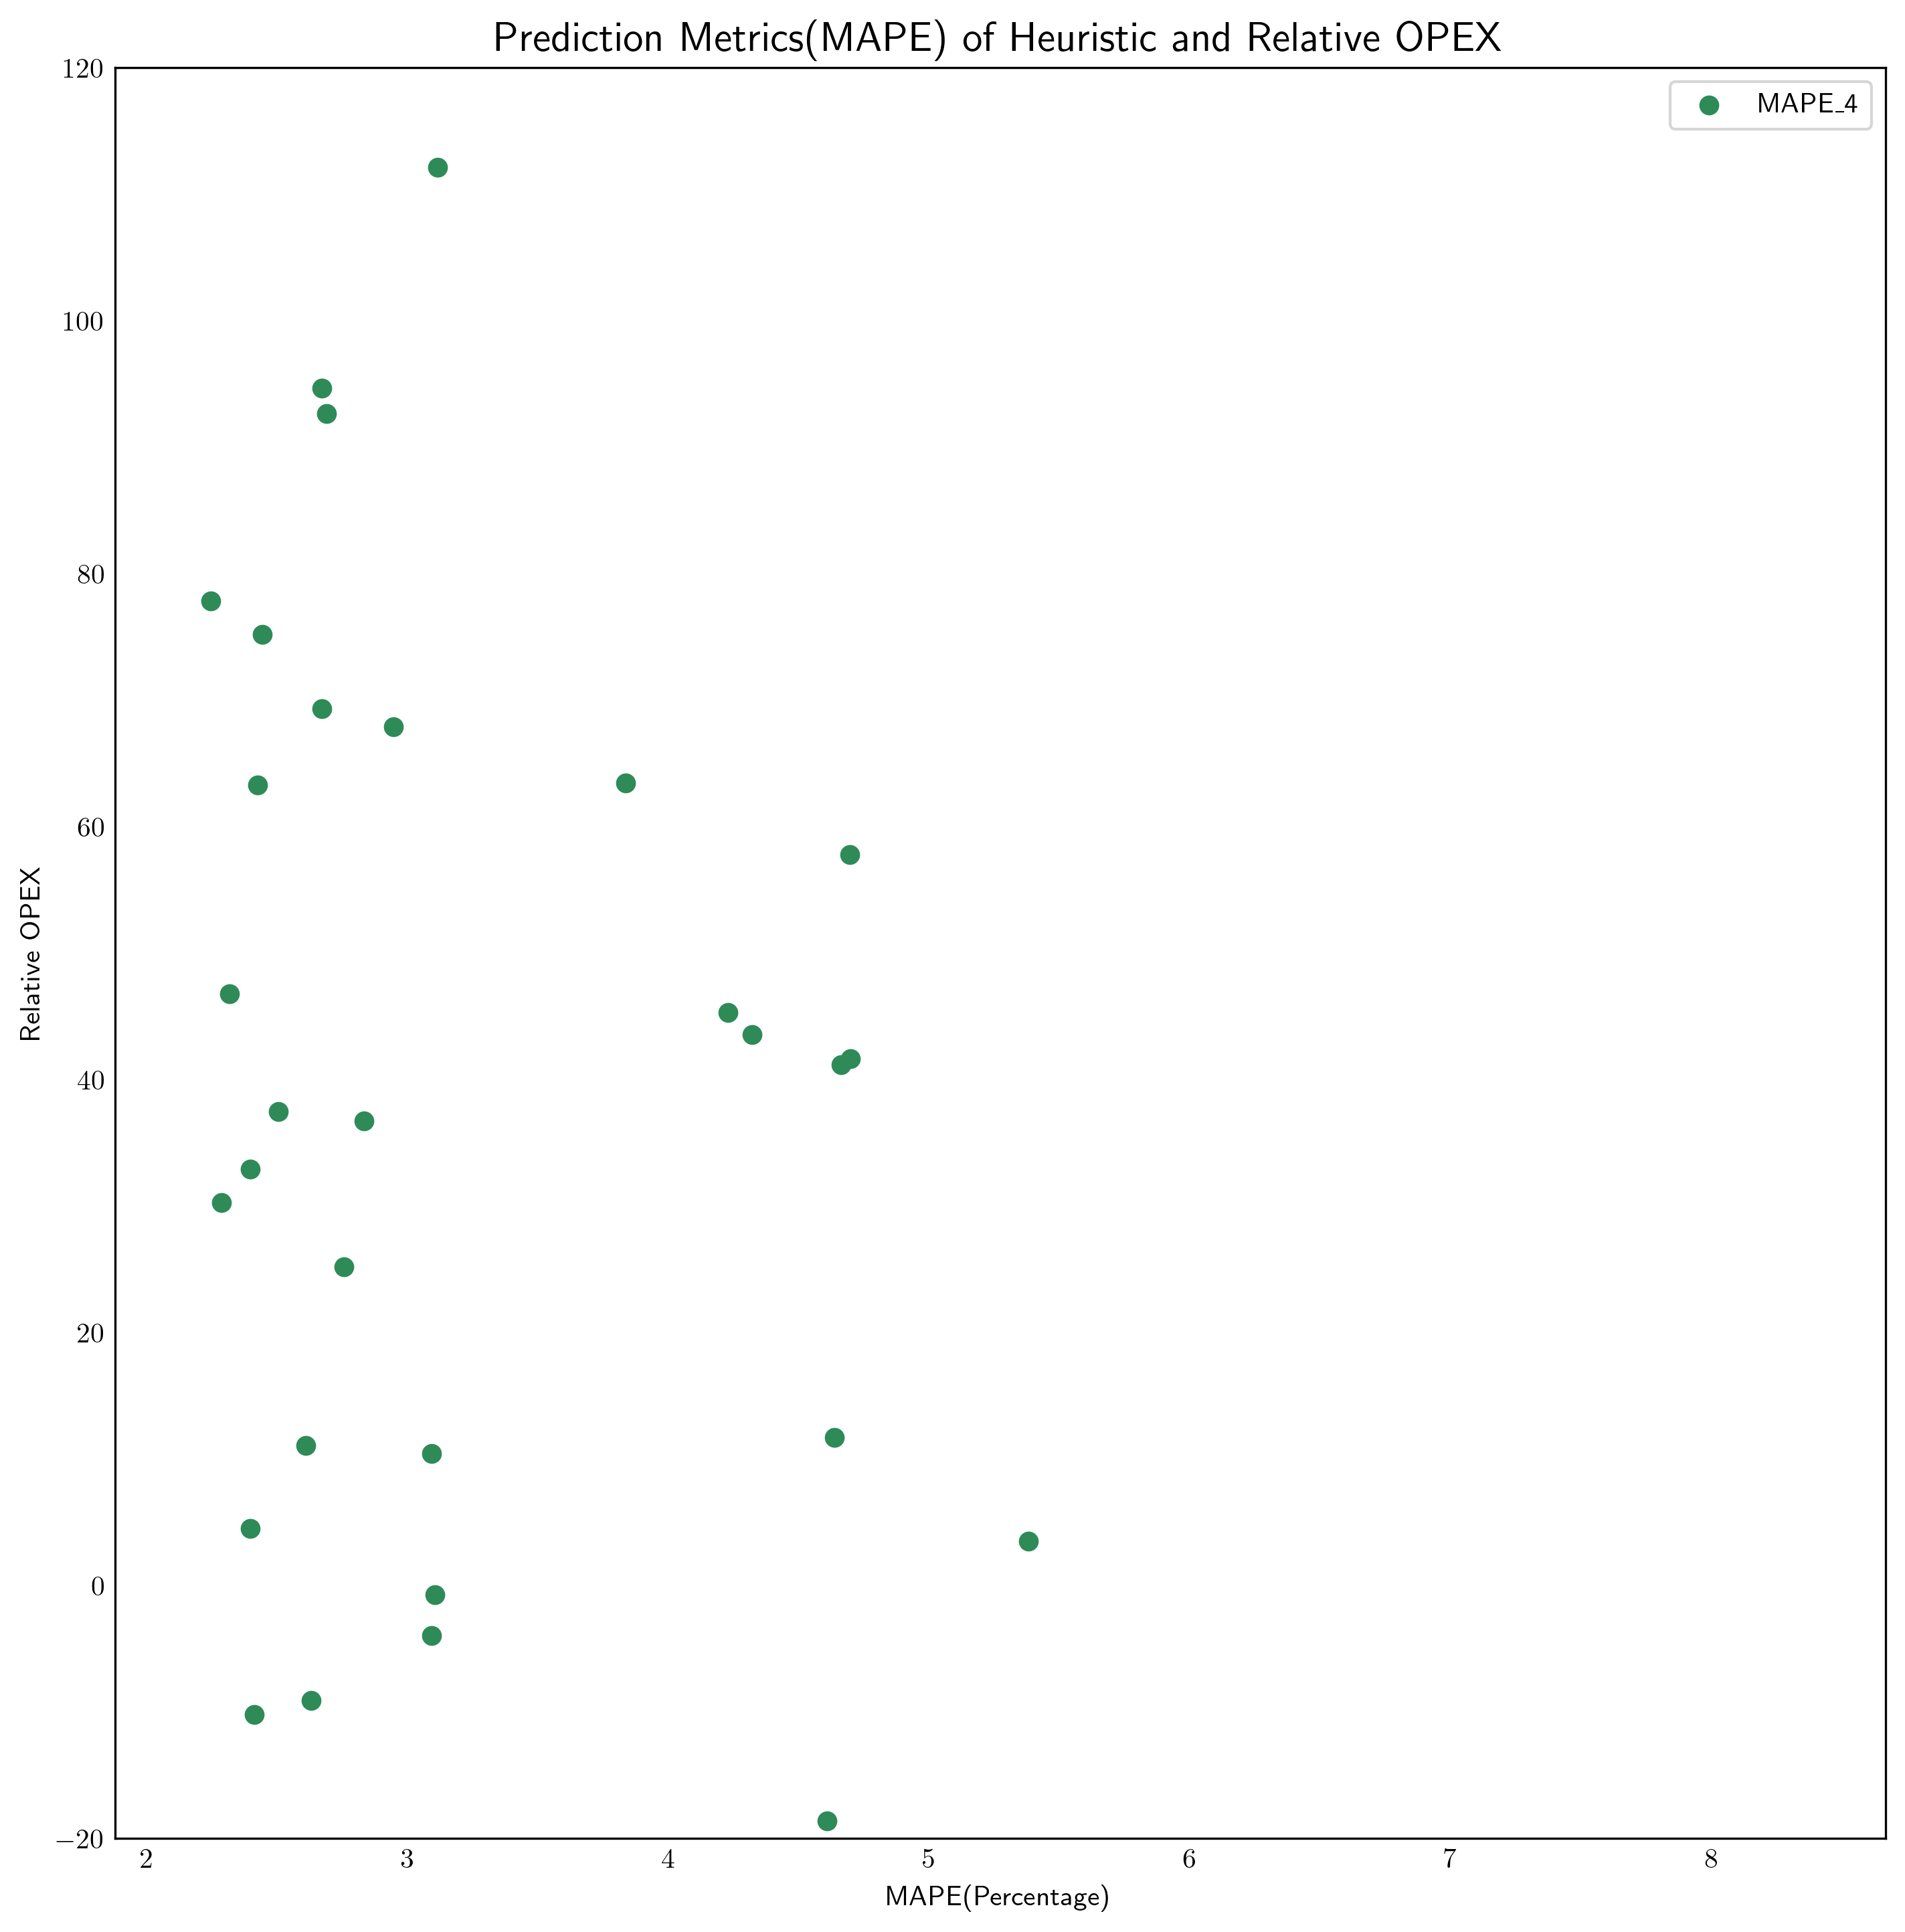 Prediction Metrics(MAPE) of Heuristic and Relative OPEX
120
MAPE_4
100
80
60
Relative OPEX
40
20
0
−20
2 3 4 5 6 7 8
MAPE(Percentage)